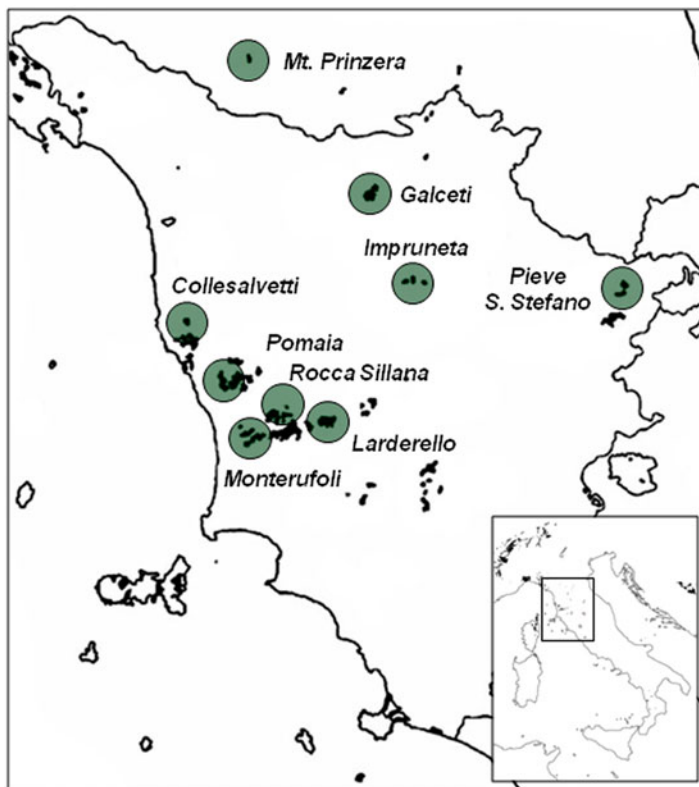 Mt. Prinzera
Galceti
Impruneta
Pieve
S. Stefano
Collesalvetti
Pomaia
Rocca Sillana
Larderello
Monterufoli